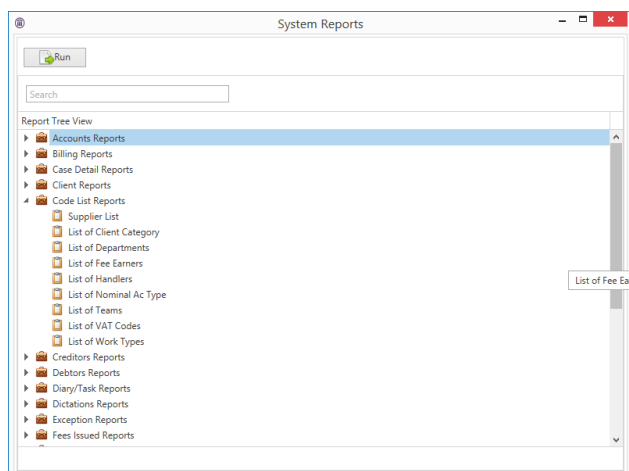 System Reports
Run
Search
Report Tree View
Accounts Reports
Billing Reports
Case Detail Reports
Client Reports
Code List Reports
Supplier List
List of Client Category
List of Departments
List of Fee Earners
List of Handlers
List of Fee Ea
List of Nominal Ac Type
List of Teams
List of VAT Codes
List of Work Types
Creditors Reports
Debtors Reports
Diary/Task Reports
Dictations Reports
Exception Reports
Fees Issued Reports